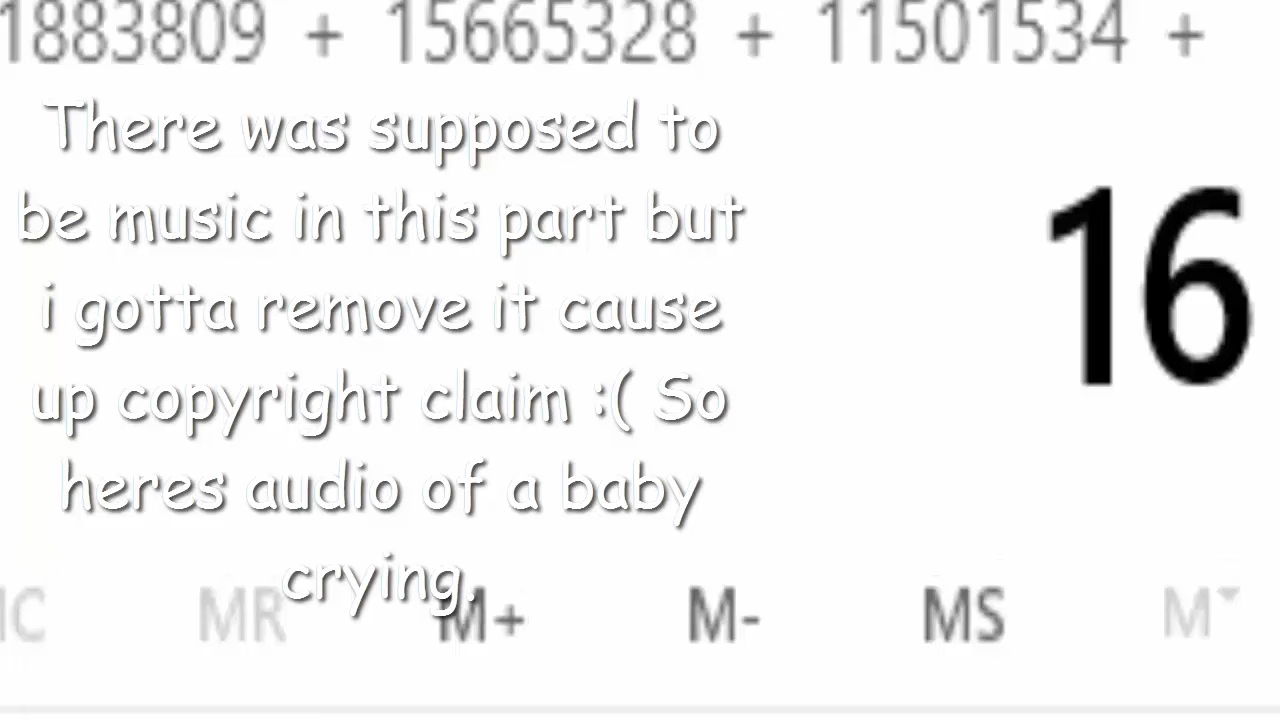 1883809 + 15665328 + 11501534 +
There was supposed to
be music in this part but
i gotta remove it cause
up copyright claim :( So
heres audio of a baby
crying.
16
MR M+ M- MS M